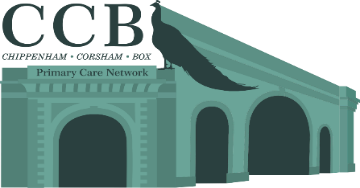 CCB
CHIPPENHAM • CORSHAM • BOX
Primary Care Network